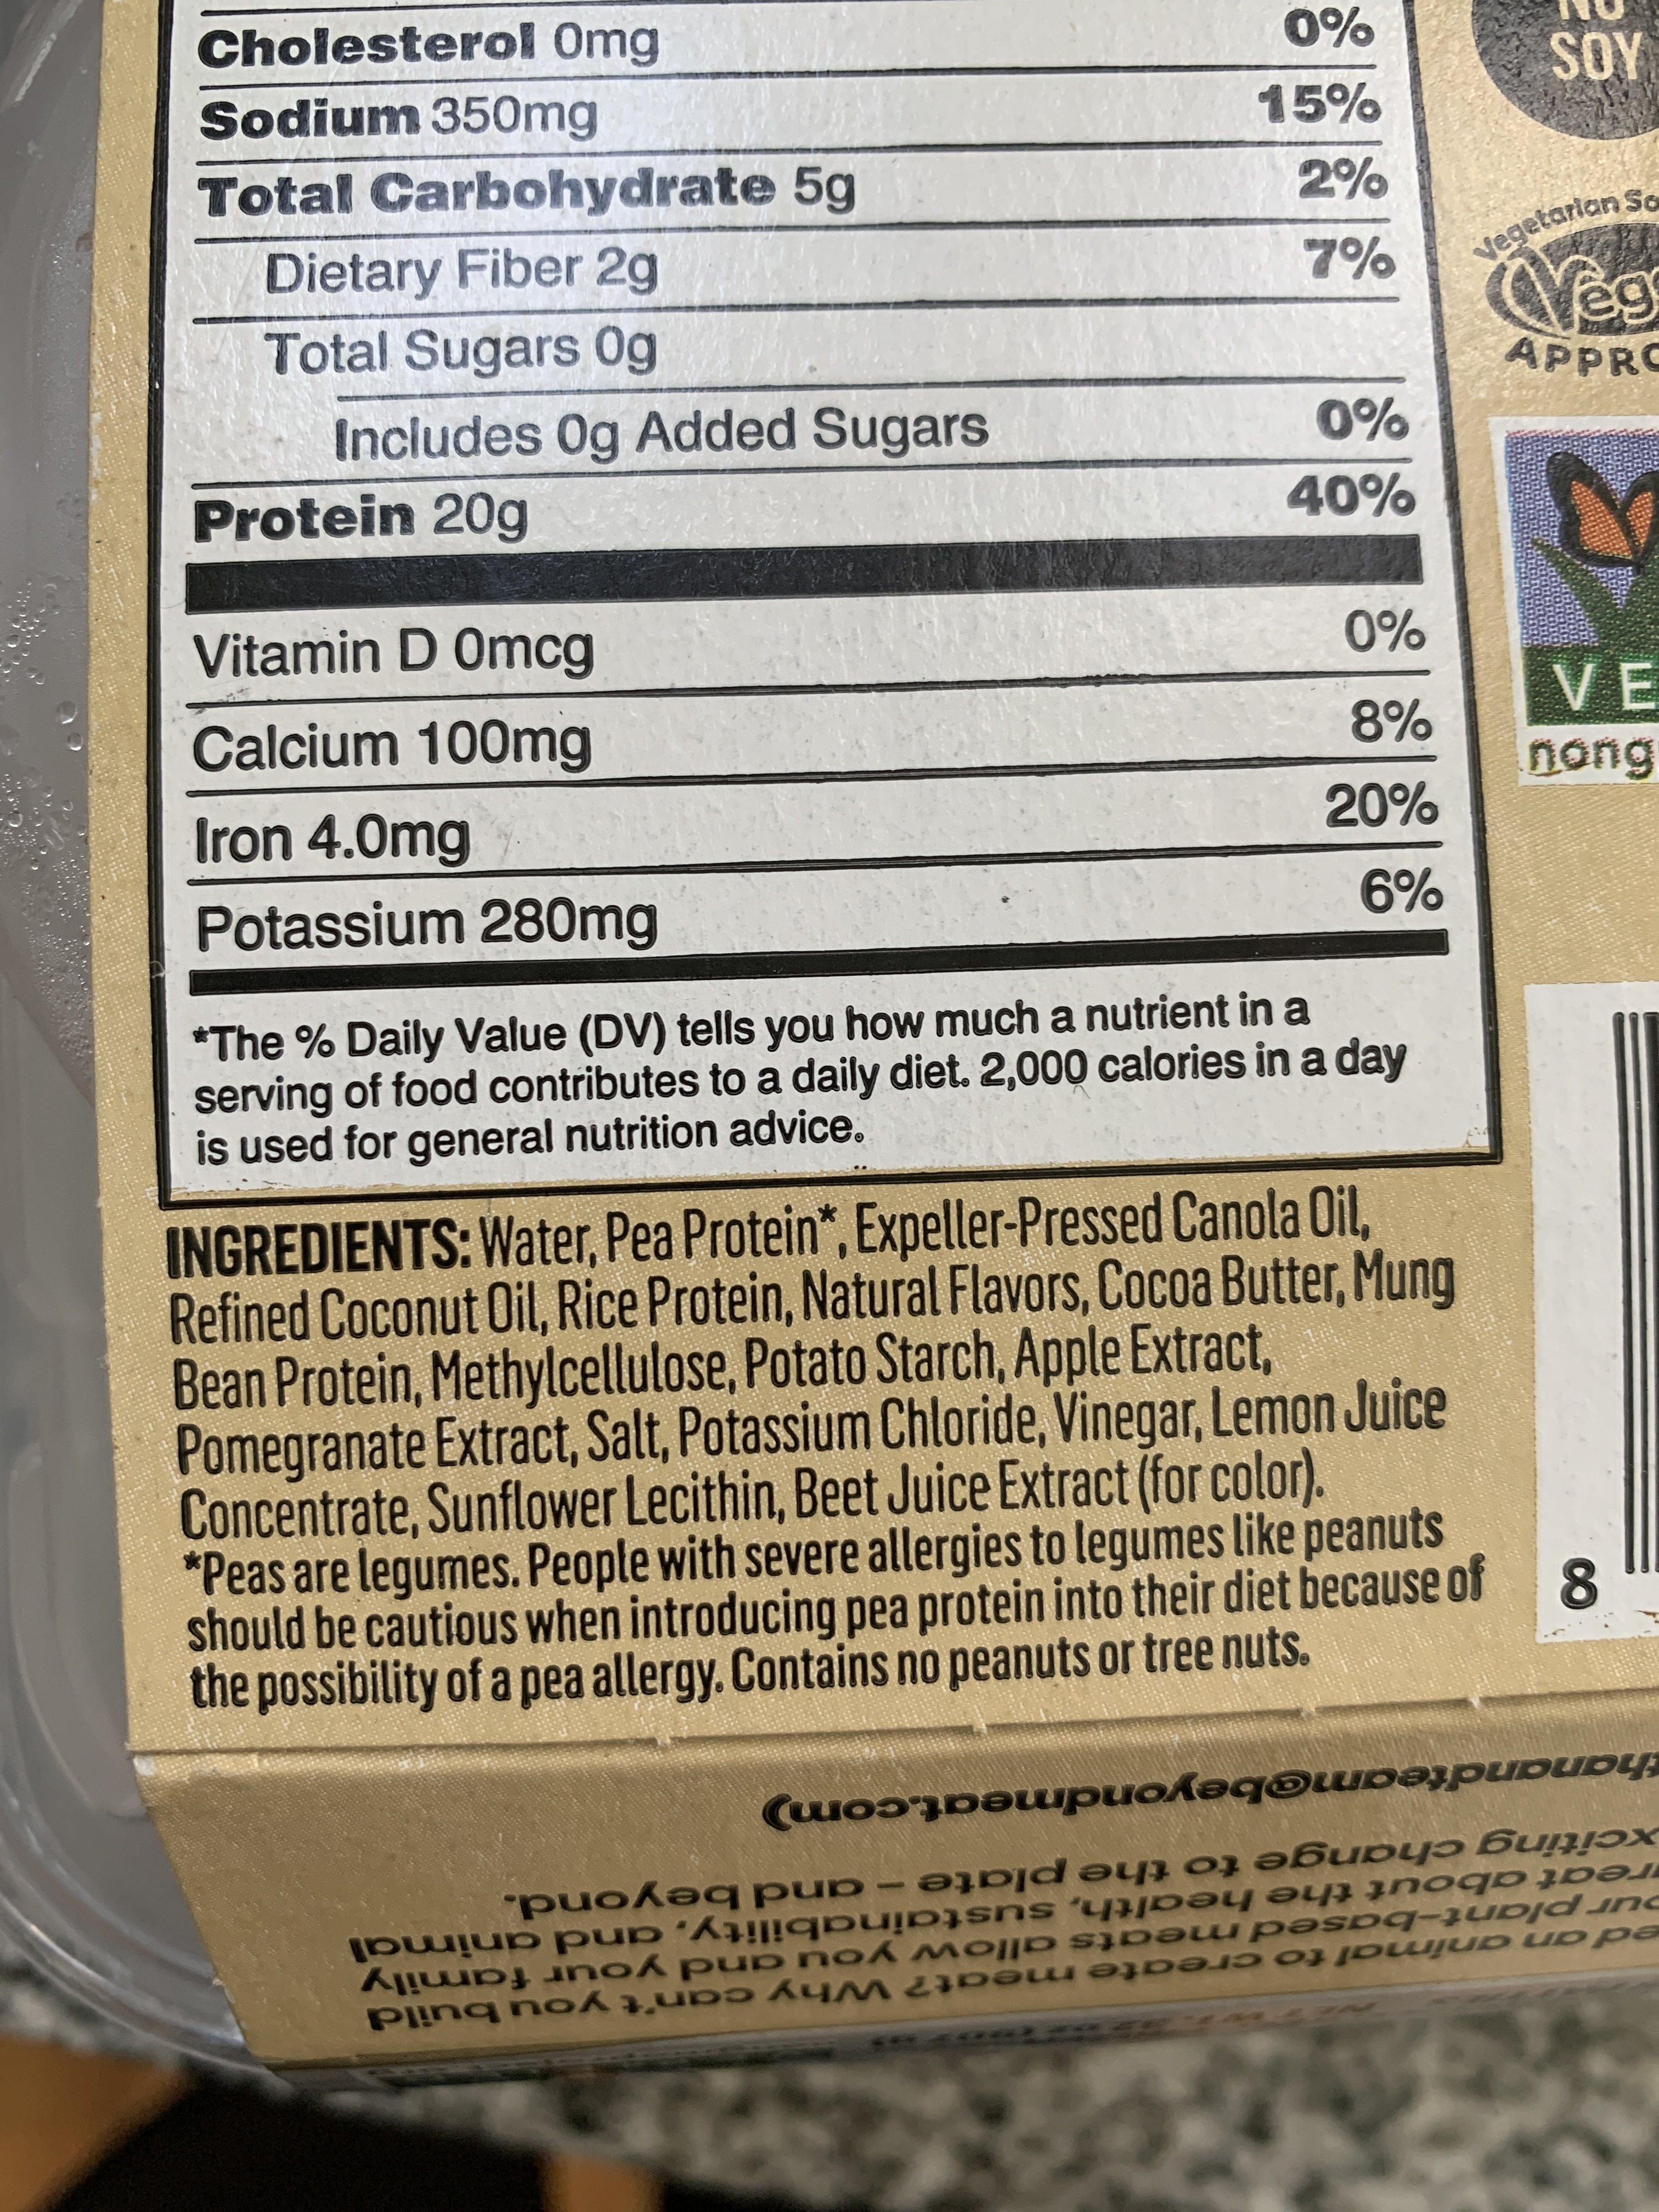 Cholesterol 0mg 0%
Sodium 350mg 15%
Total Carbohydrate 5g 2%
Dietary Fiber 2g 7%
Total Sugars 0g
Includes 0g Added Sugars 0%
Protein 20g 40%
Vitamin D 0mcg 0%
Calcium 100mg 8%
Iron 4.0mg 20%
Potassium 280mg 6%
*The % Daily Value (DV) tells you how much a nutrient in a
serving of food contributes to a daily diet. 2,000 calories in a day
is used for general nutrition advice.
INGREDIENTS: Water, Pea Protein*, Expeller-Pressed Canola Oil,
Refined Coconut Oil, Rice Protein, Natural Flavors, Cocoa Butter, Mung
Bean Protein, Methylcellulose, Potato Starch, Apple Extract,
Pomegranate Extract, Salt, Potassium Chloride, Vinegar, Lemon Juice
Concentrate, Sunflower Lecithin, Beet Juice Extract (for color).
*Peas are legumes. People with severe allergies to legumes like peanuts
should be cautious when introducing pea protein into their diet because of
the possibility of a pea allergy. Contains no peanuts or tree nuts.
NO
SOY
Vegetarian So
Veg
APPRO
VE
nong
8
ed an animal to create meat? Why can't you build
our plant-based meats allow you and your family
reat about the health, sustainability, and animal
xciting change to the plate – and beyond.
thanandteam@beyondmeat.com)